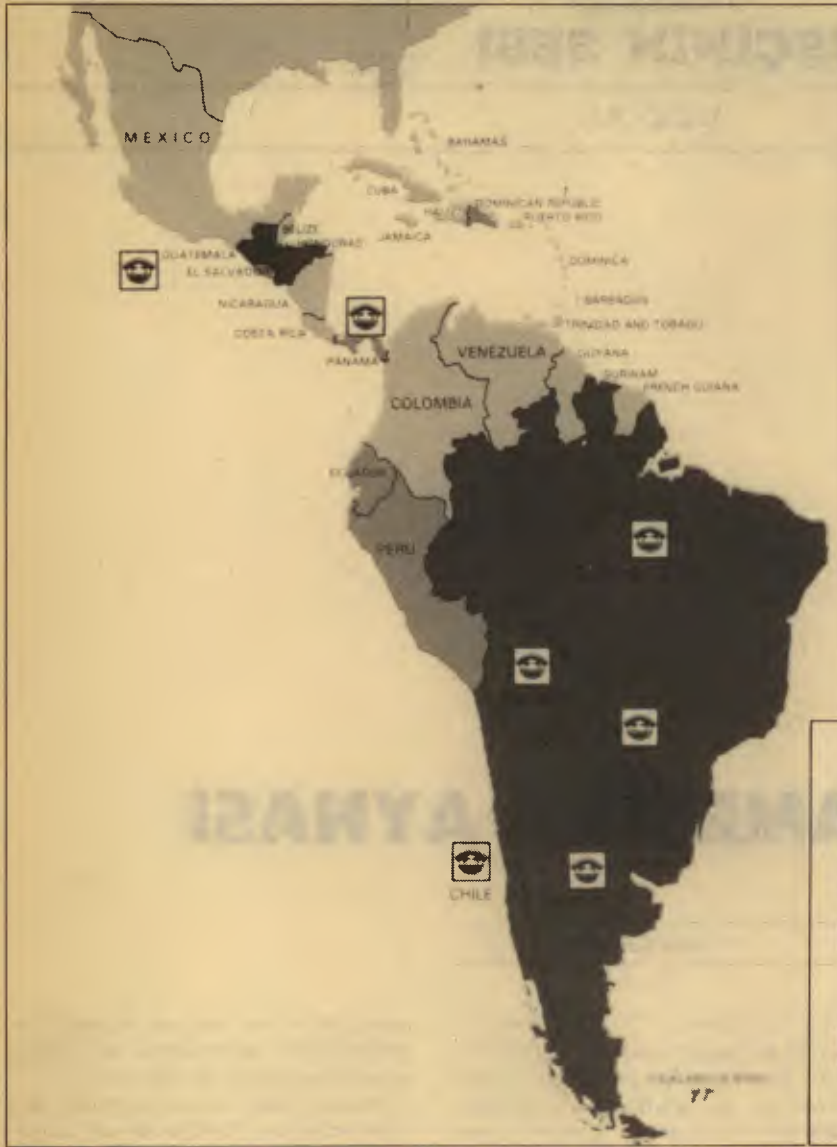 MEXICO
BAHAMAS
CUBA
DOMINICAN REPUBLIC
PUERTO RICO
BELIZE
HONDURAS
JAMAICA
GUATEMALA
EL SALVADOR
DOMINICA
NICARAGUA
BARBADOS
COSTA RICA
TRINIDAD AND TOBAGO
PANAMA
VENEZUELA
GUYANA
SURINAM
FRENCH GUIANA
COLOMBIA
ECUADOR
PERU
CHILE